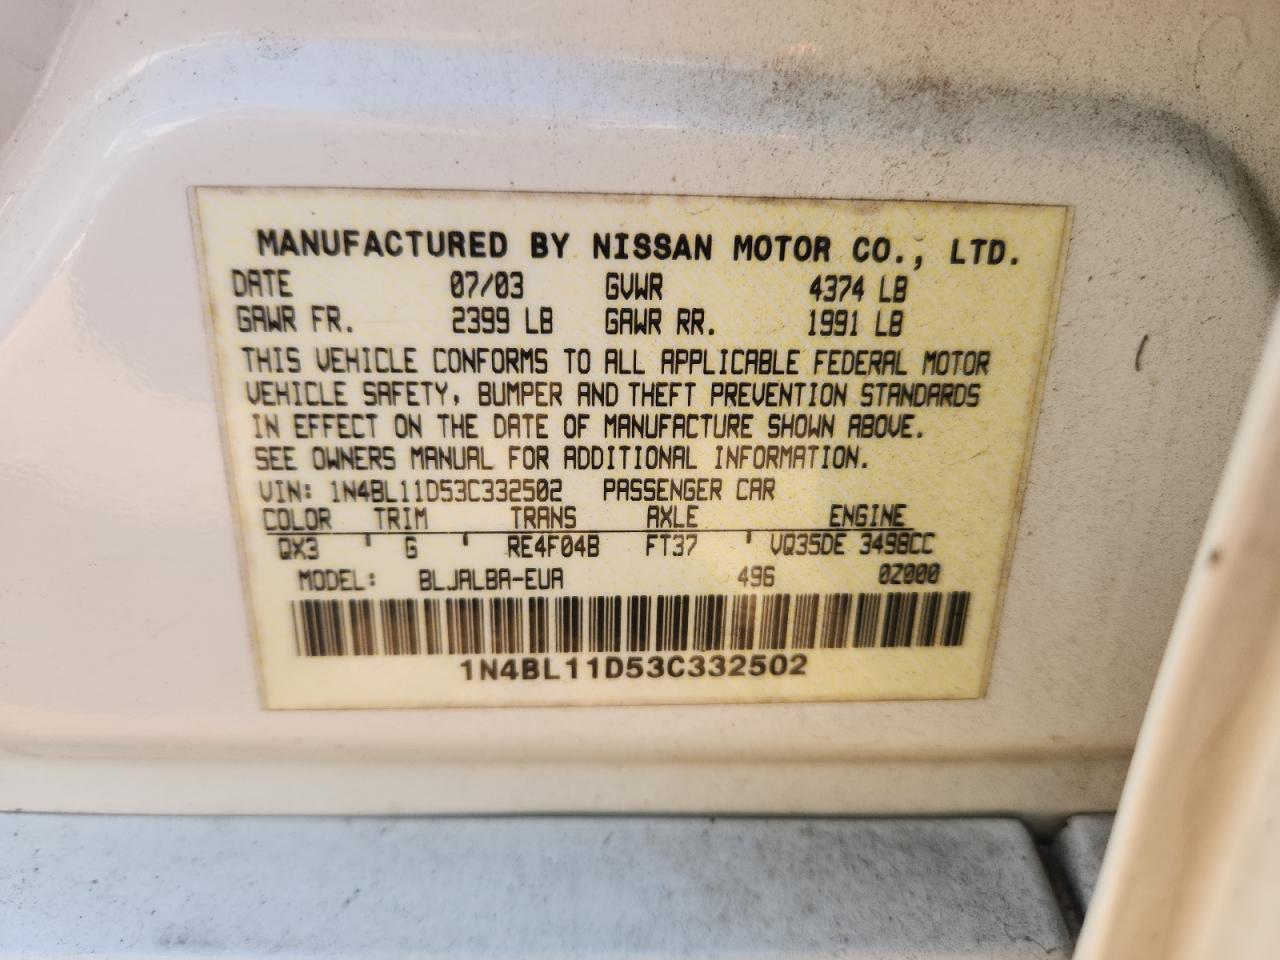 MANUFACTURED BY NISSAN MOTOR CO., LTD.
DATE 07/03 GVWR 4374 LB
GAWR FR. 2399 LB GAWR RR. 1991 LB
THIS VEHICLE CONFORMS TO ALL APPLICABLE FEDERAL MOTOR
VEHICLE SAFETY, BUMPER AND THEFT PREVENTION STANDARDS
IN EFFECT ON THE DATE OF MANUFACTURE SHOWN ABOVE.
SEE OWNERS MANUAL FOR ADDITIONAL INFORMATION.
VIN: 1N4BL11D53C332502 PASSENGER CAR
COLOR TRIM TRANS AXLE ENGINE
QX3 ' G ' RE4F04B FT37 ' VQ35DE 3498CC
MODEL: BLJALBA-EUA 496 0Z000
1N4BL11D53C332502